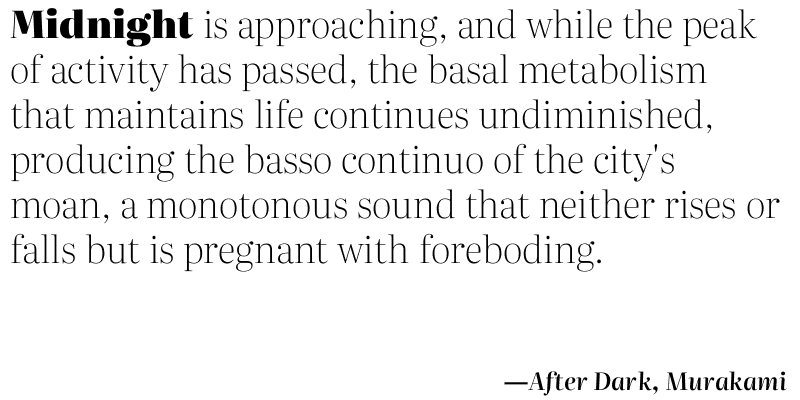 Midnight is approaching, and while the peak
of activity has passed, the basal metabolism
that maintains life continues undiminished,
producing the basso continuo of the city's
moan, a monotonous sound that neither rises or
falls but is pregnant with foreboding.
—After Dark, Murakami